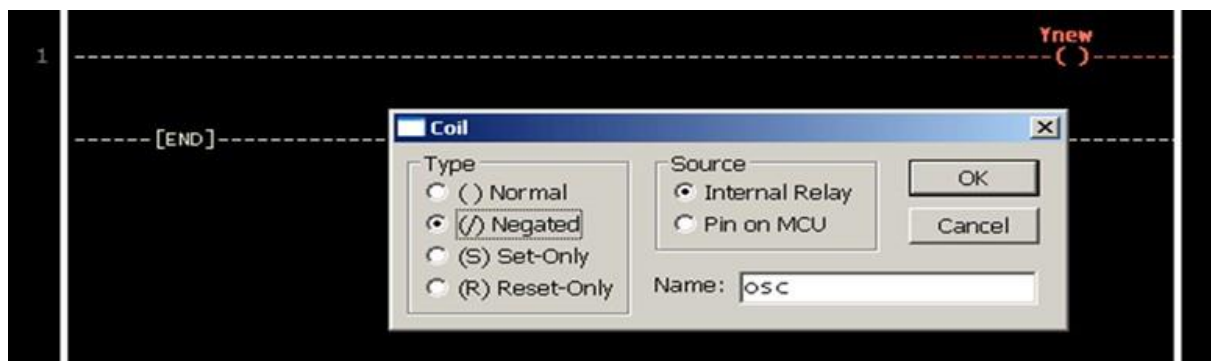 Ynew
1 ( )
[END]
Coil
Type
( ) Normal
(/) Negated
(S) Set-Only
(R) Reset-Only
Source
Internal Relay
Pin on MCU
Name: osc
OK
Cancel